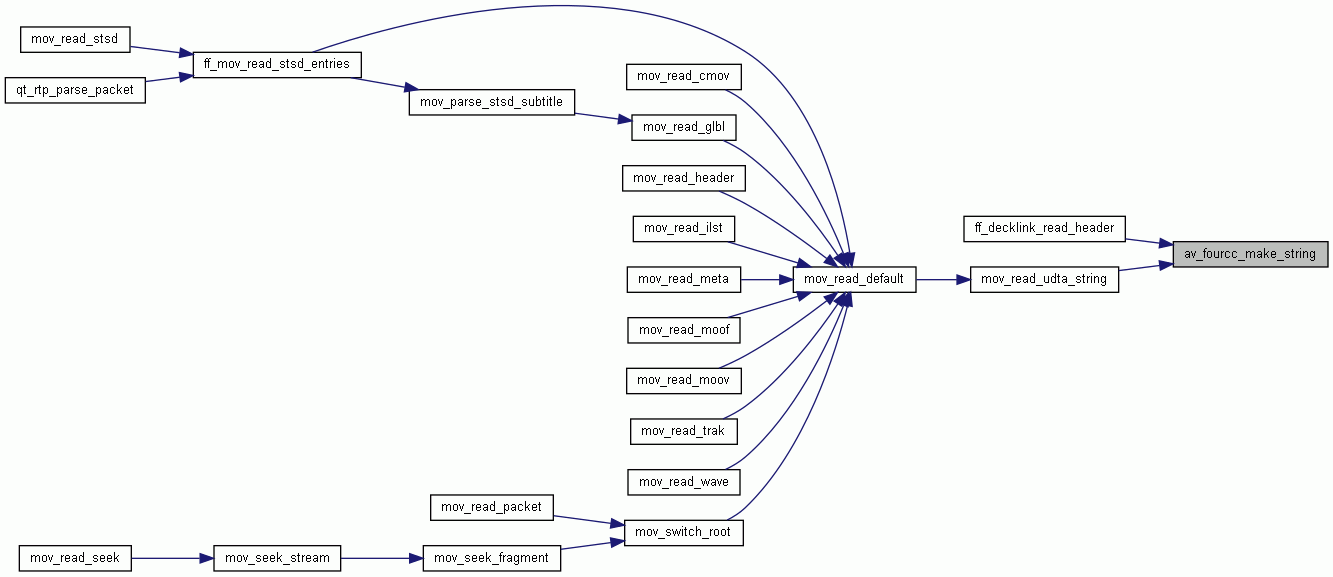 mov_read_stsd
ff_mov_read_stsd_entries
qt_rtp_parse_packet
mov_parse_stsd_subtitle
mov_read_cmov
mov_read_glbl
mov_read_header
mov_read_ilst
mov_read_meta
mov_read_moof
mov_read_moov
mov_read_trak
mov_read_wave
mov_read_packet
mov_switch_root
mov_read_seek
mov_seek_stream
mov_seek_fragment
mov_read_default
ff_decklink_read_header
mov_read_udta_string
av_fourcc_make_string